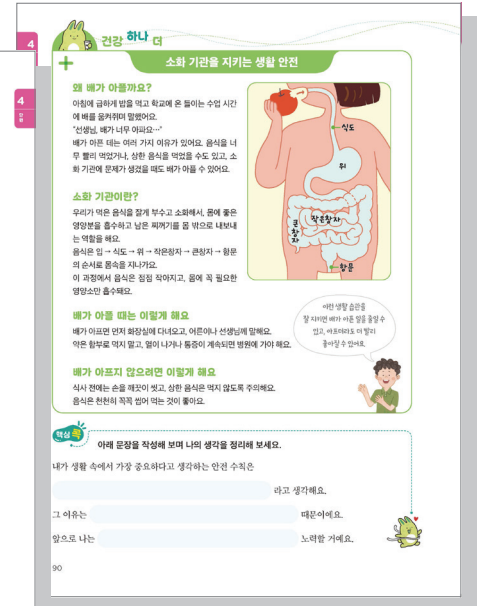 4
건강 하나 더
4
단원
소화 기관을 지키는 생활 안전
왜 배가 아플까요?
아침에 급하게 밥을 먹고 학교에 온 들이는 수업 시간
에 배를 움켜쥐며 말했어요.
"선생님, 배가 너무 아파요…"
배가 아픈 데는 여러 가지 이유가 있어요. 음식을 너
무 빨리 먹었거나, 상한 음식을 먹었을 수도 있고, 소
화 기관에 문제가 생겼을 때도 배가 아플 수 있어요.
소화 기관이란?
우리가 먹은 음식을 잘게 부수고 소화해서, 몸에 좋은
영양분을 흡수하고 남은 찌꺼기를 몸 밖으로 내보내
는 역할을 해요.
음식은 입 → 식도 → 위 → 작은창자 → 큰창자 → 항문
의 순서로 몸속을 지나가요.
이 과정에서 음식은 점점 작아지고, 몸에 꼭 필요한
영양소만 흡수돼요.
식도
위
작은창자
큰창자
항문
배가 아플 때는 이렇게 해요
배가 아프면 먼저 화장실에 다녀오고, 어른이나 선생님께 말해요.
약은 함부로 먹지 말고, 열이 나거나 통증이 계속되면 병원에 가야 해요.
이런 생활 습관을
잘 지키면 배가 아픈 일을 줄일 수
있고, 아프더라도 더 빨리
좋아질 수 있어요.
배가 아프지 않으려면 이렇게 해요
식사 전에는 손을 깨끗이 씻고, 상한 음식은 먹지 않도록 주의해요.
음식은 천천히 꼭꼭 씹어 먹는 것이 좋아요.
핵심 콕
아래 문장을 작성해 보며 나의 생각을 정리해 보세요.
내가 생활 속에서 가장 중요하다고 생각하는 안전 수칙은
라고 생각해요.
그 이유는 때문이에요.
앞으로 나는 노력할 거예요.
90